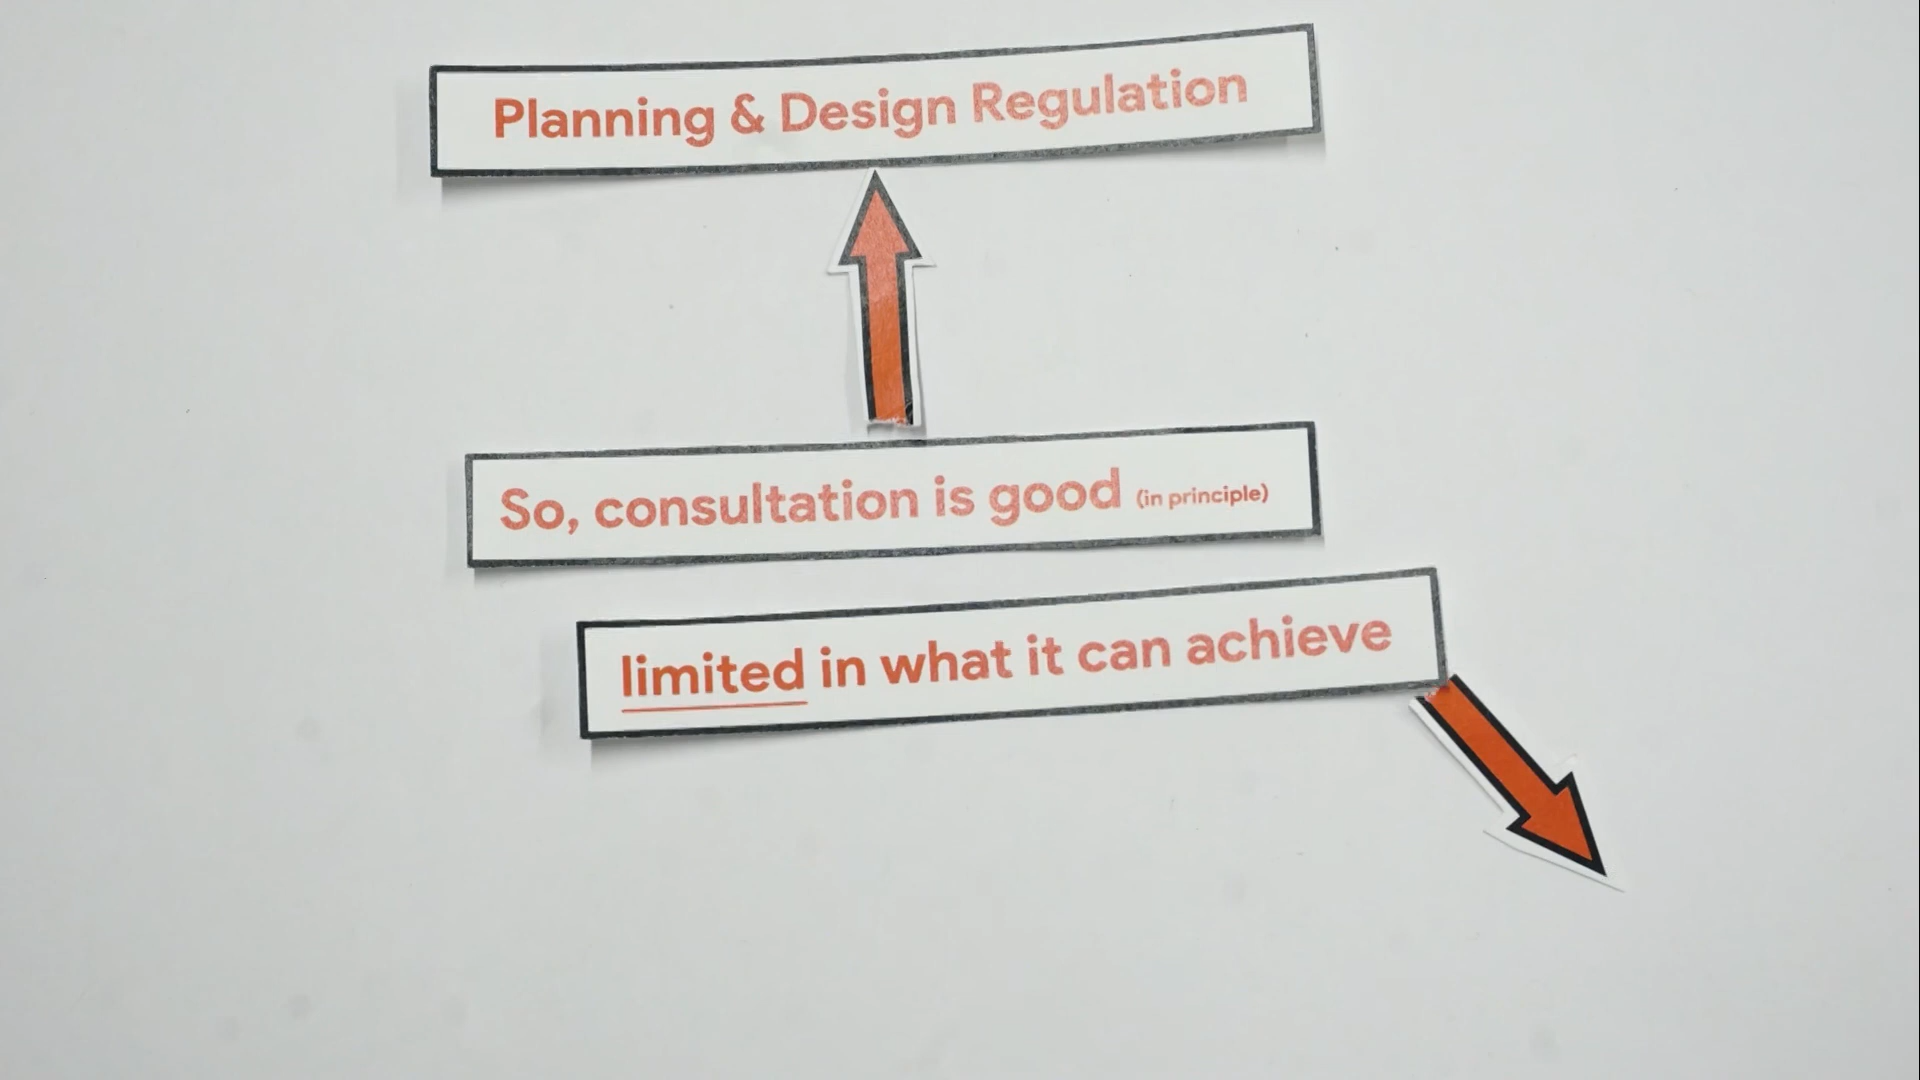 Planning & Design Regulation
So, consultation is good (in principle)
limited in what it can achieve